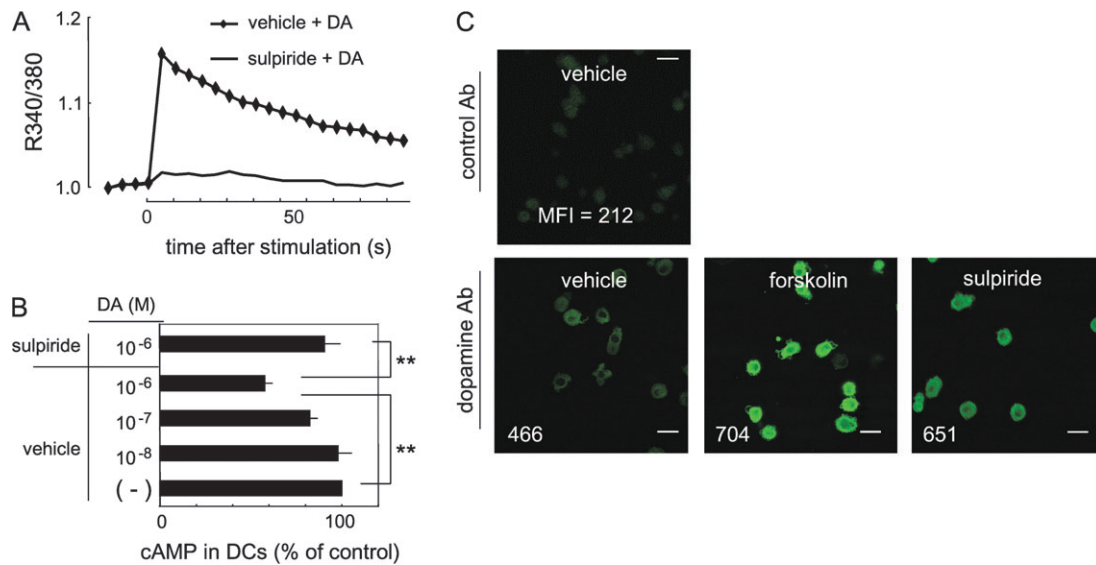 A
1.2
1.1
1.0
R340/380
vehicle + DA
sulpiride + DA
0
50
time after stimulation (s)
B
DA (M)
sulpiride
10-6
**
10-6
10-7
vehicle
10-8
**
( - )
0
100
cAMP in DCs (% of control)
C
control Ab
vehicle
MFI = 212
dopamine Ab
vehicle
466
forskolin
704
sulpiride
651